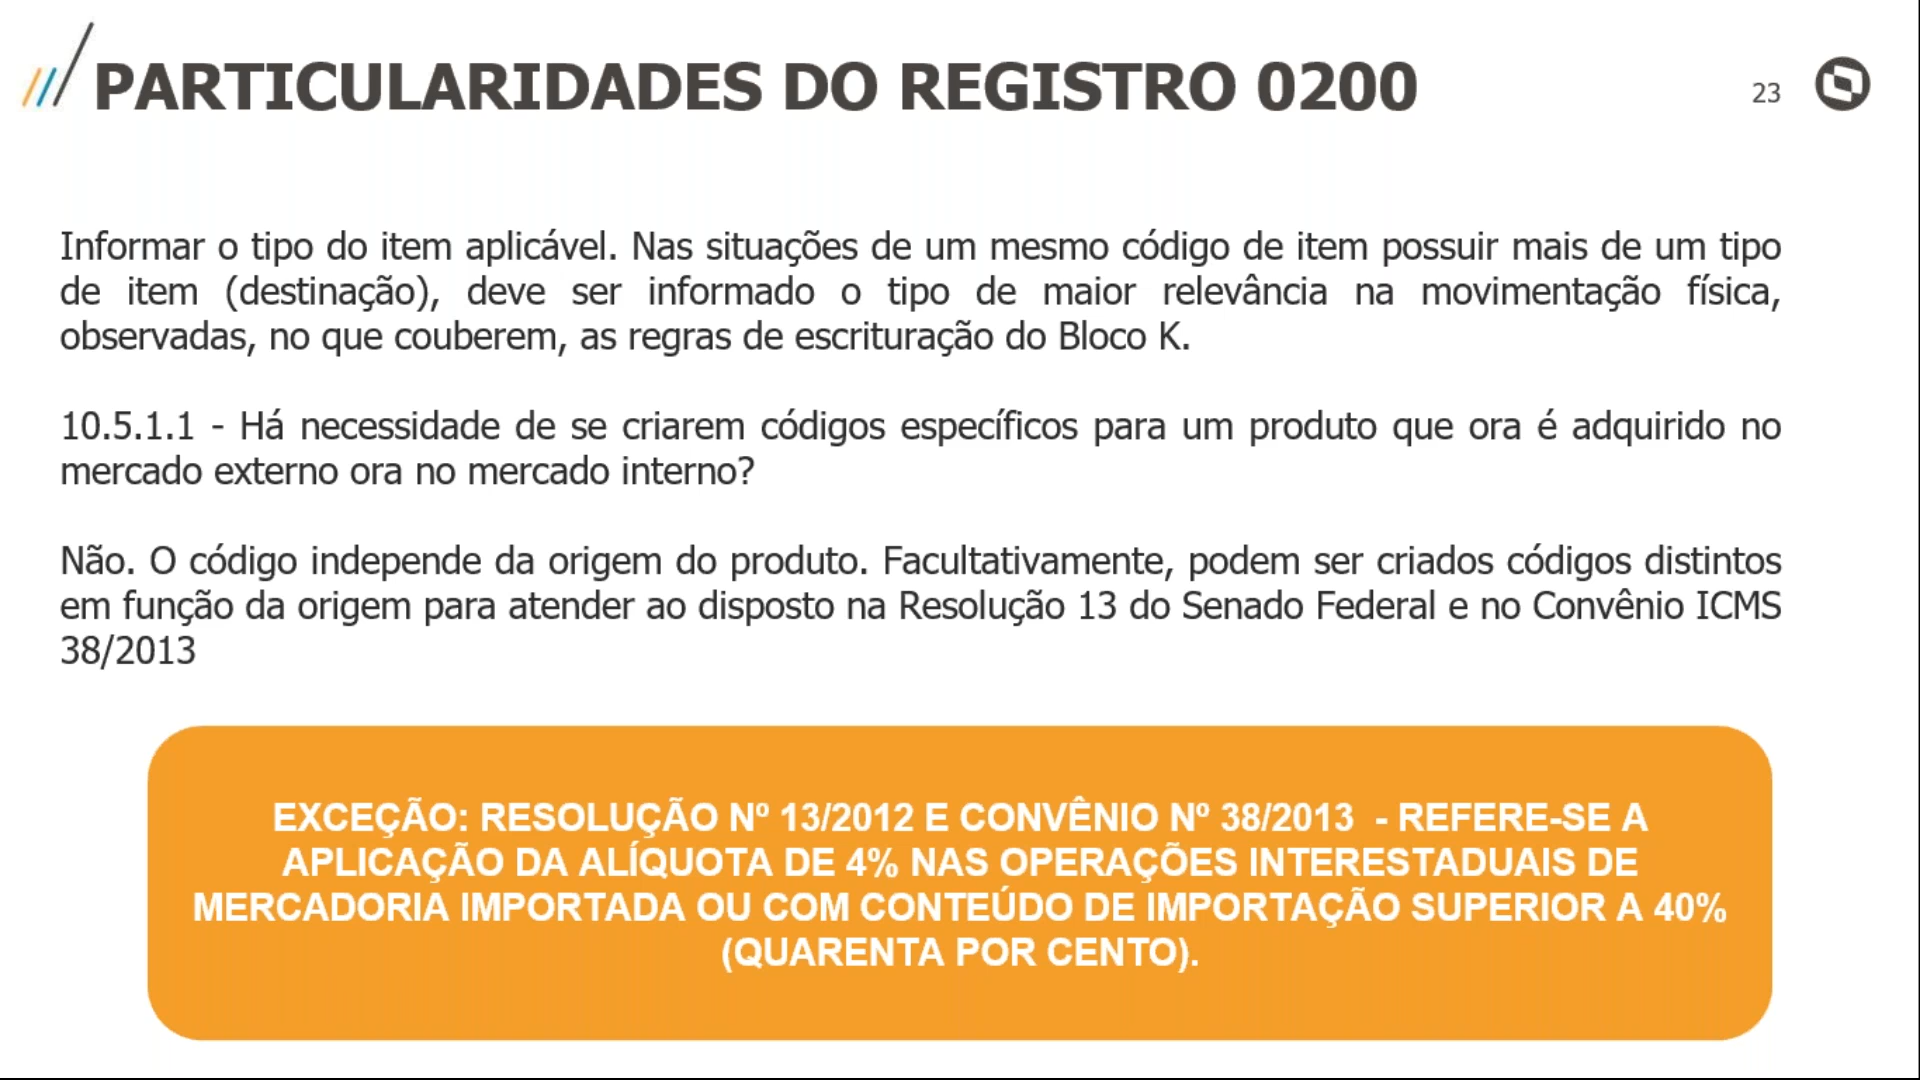 PARTICULARIDADES DO REGISTRO 0200
23
Informar o tipo do item aplicável. Nas situações de um mesmo código de item possuir mais de um tipo
de item (destinação), deve ser informado o tipo de maior relevância na movimentação física,
observadas, no que couberem, as regras de escrituração do Bloco K.
10.5.1.1 - Há necessidade de se criarem códigos específicos para um produto que ora é adquirido no
mercado externo ora no mercado interno?
Não. O código independe da origem do produto. Facultativamente, podem ser criados códigos distintos
em função da origem para atender ao disposto na Resolução 13 do Senado Federal e no Convênio ICMS
38/2013
EXCEÇÃO: RESOLUÇÃO Nº 13/2012 E CONVÊNIO Nº 38/2013 - REFERE-SE A
APLICAÇÃO DA ALÍQUOTA DE 4% NAS OPERAÇÕES INTERESTADUAIS DE
MERCADORIA IMPORTADA OU COM CONTEÚDO DE IMPORTAÇÃO SUPERIOR A 40%
(QUARENTA POR CENTO).